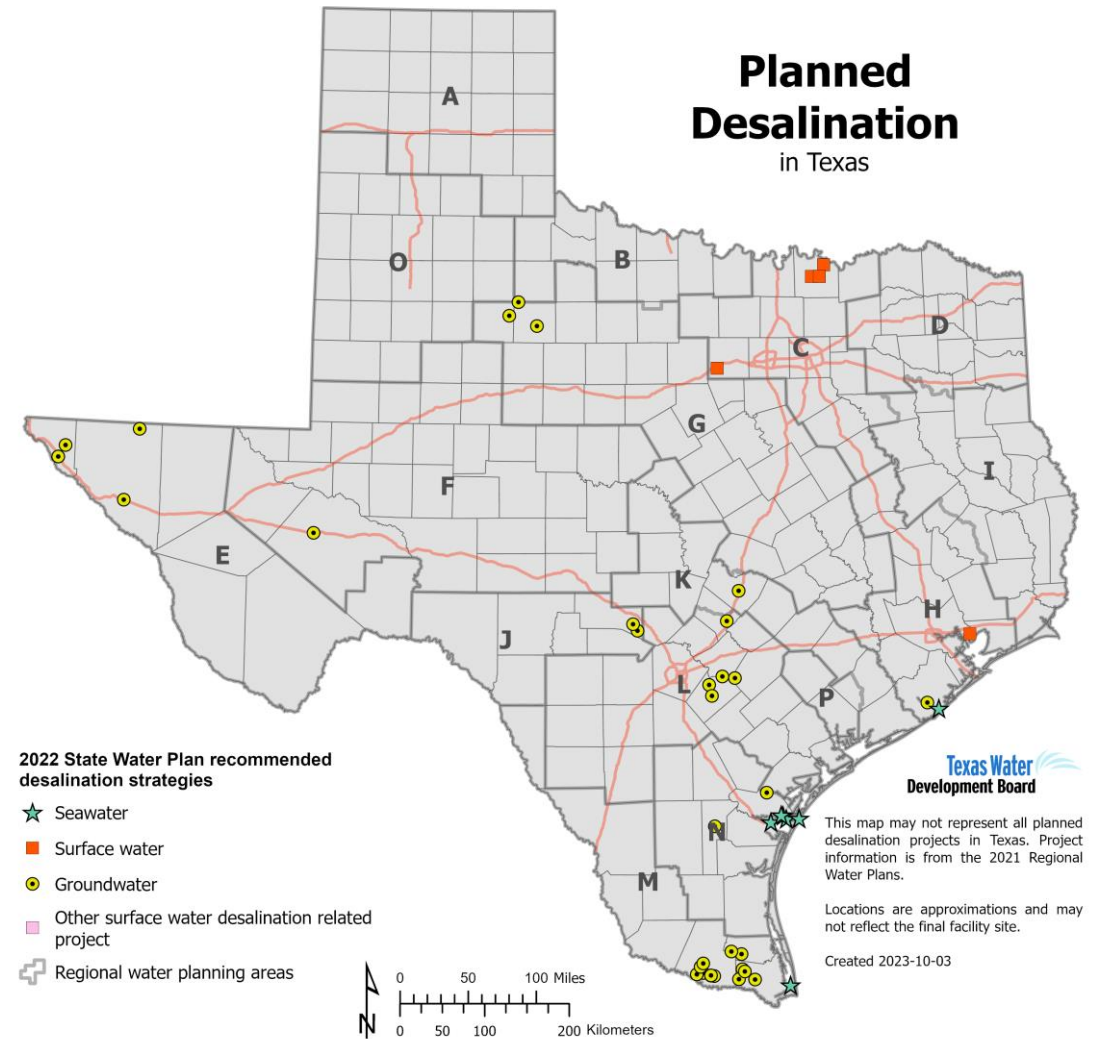 Planned
Desalination
in Texas
A
O
B
D
C
G
I
F
E
K
H
J
L
P
N
M
2022 State Water Plan recommended
desalination strategies
Seawater
Surface water
Groundwater
Other surface water desalination related
project
Regional water planning areas
N
0 50 100 Miles
0 50 100 200 Kilometers
Texas Water
Development Board
This map may not represent all planned
desalination projects in Texas. Project
information is from the 2021 Regional
Water Plans.
Locations are approximations and may
not reflect the final facility site.
Created 2023-10-03